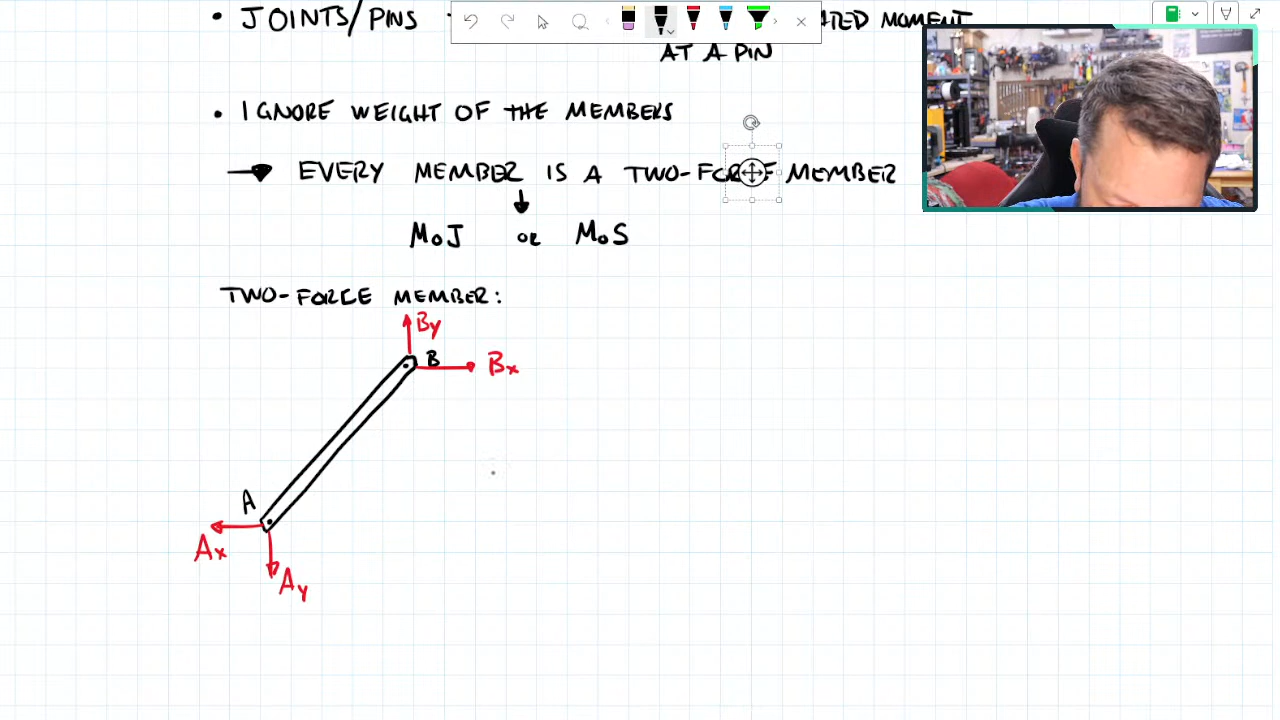 • JOINTS/PINS
MOMENT
AT A PIN
• IGNORE WEIGHT OF THE MEMBERS
→ EVERY MEMBER IS A TWO-FORCE MEMBER
MoJ or MoS
TWO-FORCE MEMBER:
By
B
Bx
A
Ax
Ay